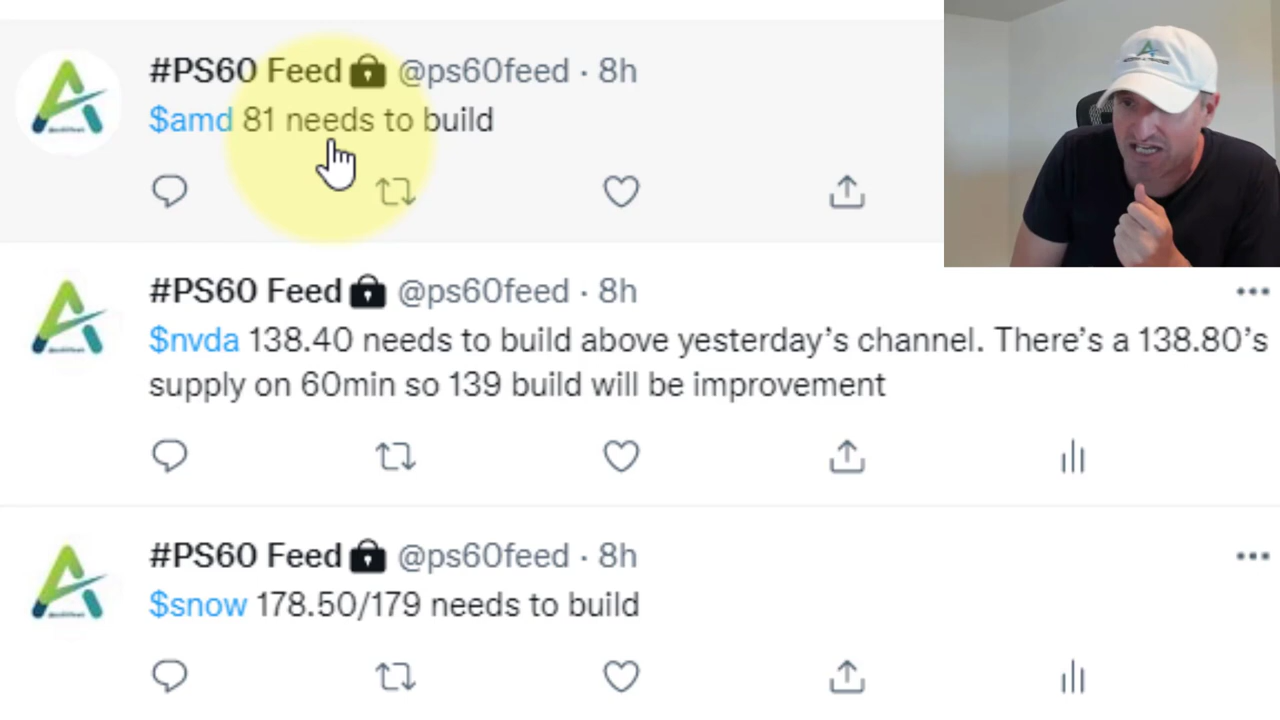 #PS60 Feed @ps60feed · 8h
$amd 81 needs to build
#PS60 Feed @ps60feed · 8h
$nvda 138.40 needs to build above yesterday’s channel. There’s a 138.80’s
supply on 60min so 139 build will be improvement
#PS60 Feed @ps60feed · 8h
$snow 178.50/179 needs to build